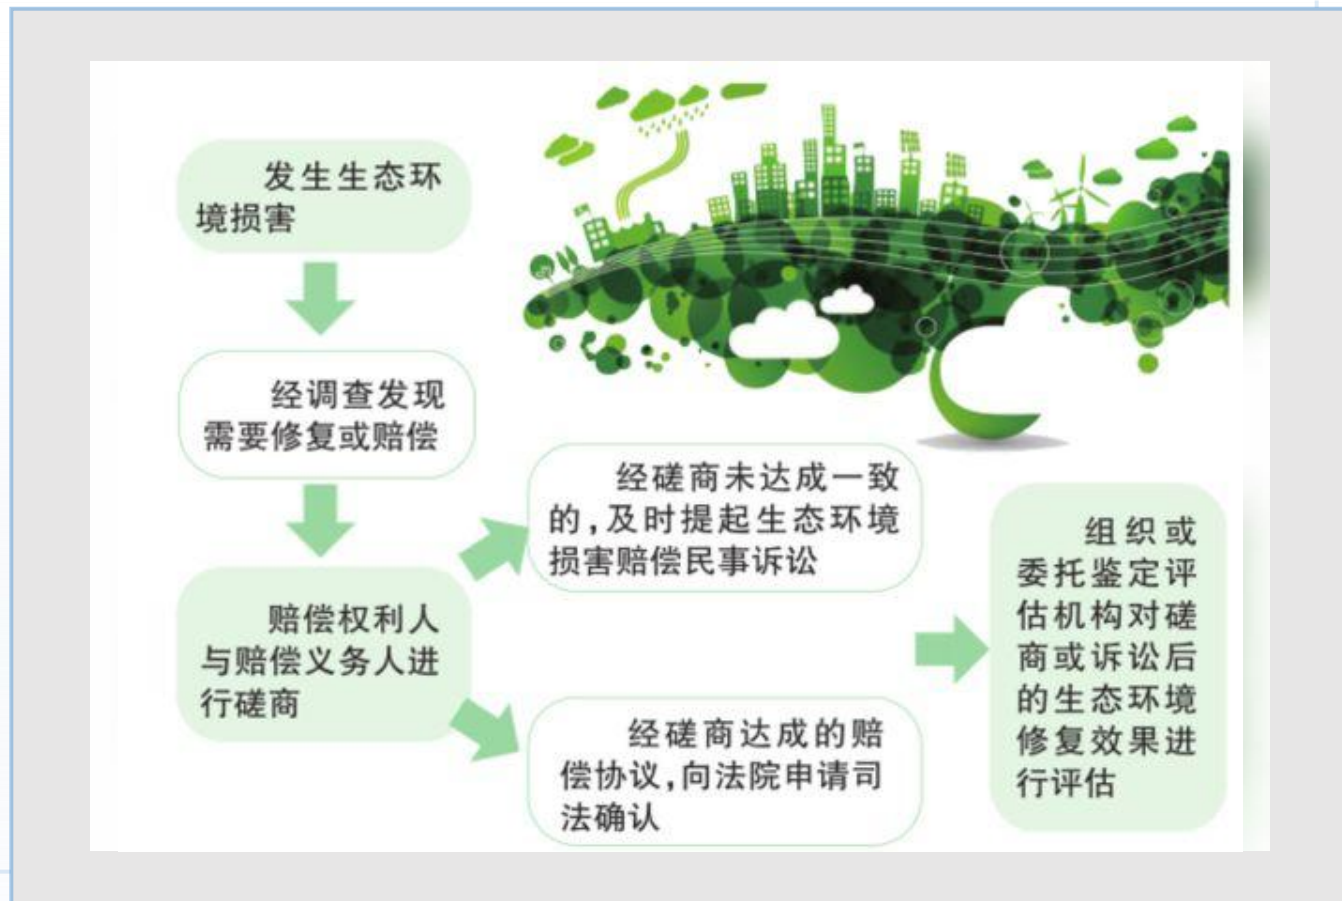 发生生态环
境损害
经调查发现
需要修复或赔偿
赔偿权利人
与赔偿义务人进
行磋商
经磋商未达成一致
的,及时提起生态环境
损害赔偿民事诉讼
经磋商达成的赔
偿协议,向法院申请司
法确认
组织或
委托鉴定评
估机构对磋
商或诉讼后
的生态环境
修复效果进
行评估